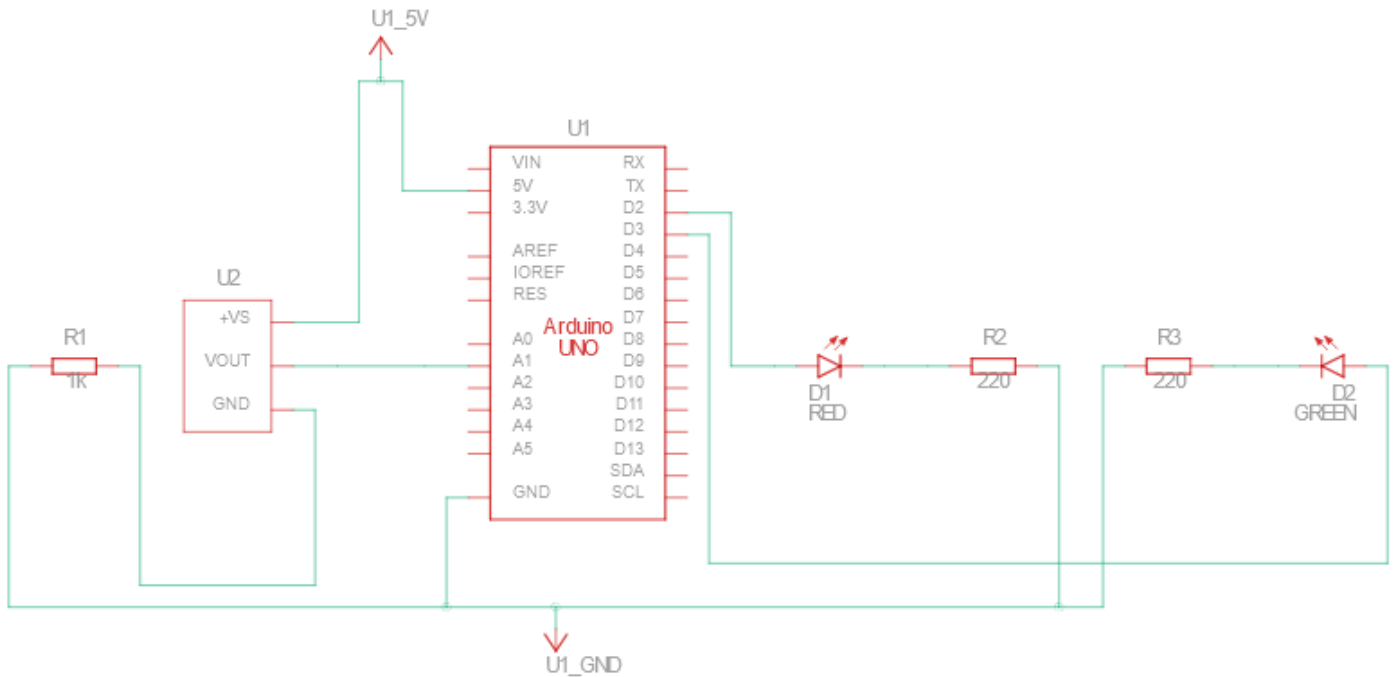 U1_5V
U1
VIN
5V
3.3V
AREF
IOREF
RES
A0
A1
A2
A3
A4
A5
GND
Arduino
UNO
RX
TX
D2
D3
D4
D5
D6
D7
D8
D9
D10
D11
D12
D13
SDA
SCL
U2
+VS
VOUT
GND
R1
1k
D1
RED
R2
220
R3
220
D2
GREEN
U1_GND